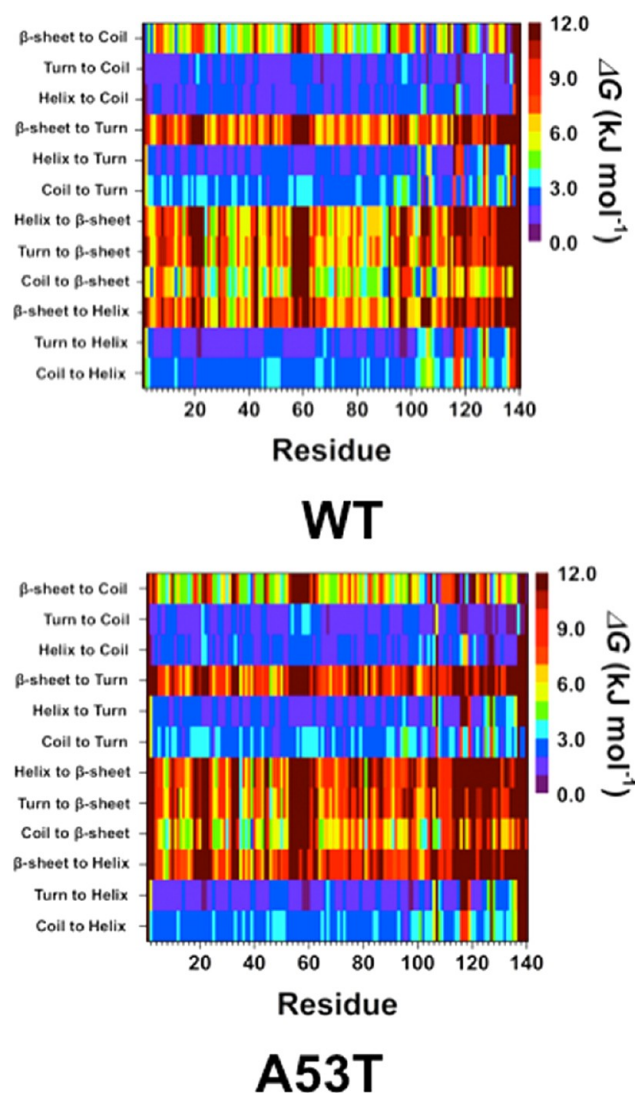 β-sheet to Coil
Turn to Coil
Helix to Coil
β-sheet to Turn
Helix to Turn
Coil to Turn
Helix to β-sheet
Turn to β-sheet
Coil to β-sheet
β-sheet to Helix
Turn to Helix
Coil to Helix
12.0
9.0
6.0
3.0
0.0
ΔG (kJ mol⁻¹)
20 40 60 80 100 120 140
Residue
WT
β-sheet to Coil
Turn to Coil
Helix to Coil
β-sheet to Turn
Helix to Turn
Coil to Turn
Helix to β-sheet
Turn to β-sheet
Coil to β-sheet
β-sheet to Helix
Turn to Helix
Coil to Helix
12.0
9.0
6.0
3.0
0.0
ΔG (kJ mol⁻¹)
20 40 60 80 100 120 140
Residue
A53T